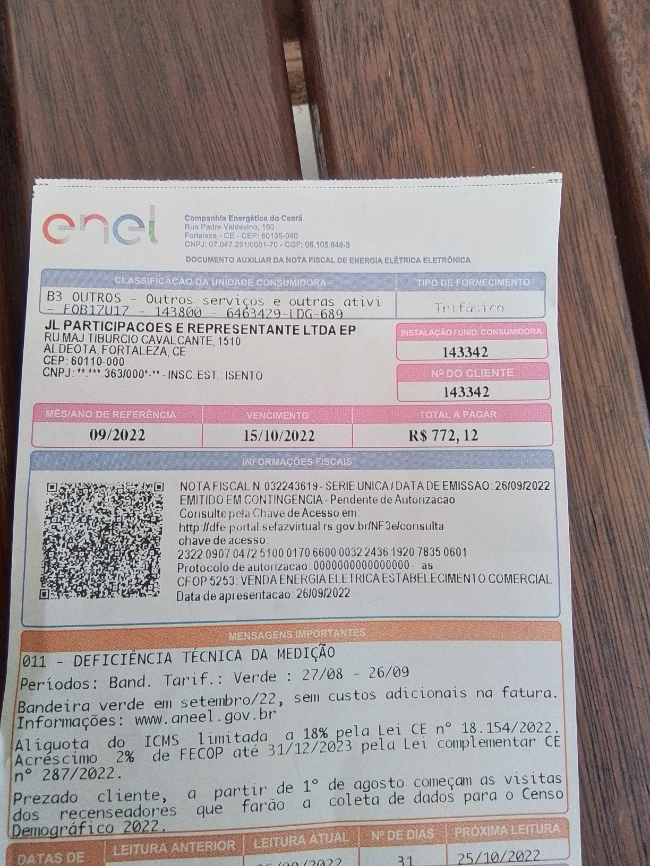 enel
Companhia Energética do Ceará
Rua Padre Valdevino, 150
Fortaleza - CE - CEP: 60135-040
CNPJ: 07.047.251/0001-70 - CGF: 06.105.848-3
DOCUMENTO AUXILIAR DA NOTA FISCAL DE ENERGIA ELÉTRICA ELETRÔNICA
CLASSIFICAÇÃO DA UNIDADE CONSUMIDORA
TIPO DE FORNECIMENTO
B3 OUTROS - Outros serviços e outras ativi
- FOB17U17 - 143800 - 6463429-LDG-689
Trifásico
JL PARTICIPACOES E REPRESENTANTE LTDA EP
RU MAJ TIBURCIO CAVALCANTE, 1510
ALDEOTA, FORTALEZA, CE
CEP: 60110-000
CNPJ: **.***.363/000*-** - INSC. EST.: ISENTO
INSTALAÇÃO / UNID. CONSUMIDORA
143342
Nº DO CLIENTE
143342
MÊS/ANO DE REFERÊNCIA VENCIMENTO TOTAL A PAGAR
09/2022 15/10/2022 R$ 772,12
INFORMAÇÕES FISCAIS
NOTA FISCAL N 032243619 - SERIE UNICA / DATA DE EMISSAO: 26/09/2022
EMITIDO EM CONTINGENCIA - Pendente de Autorizacao
Consulte pela Chave de Acesso em:
http://dfe-portal.sefazvirtual.rs.gov.br/NF3e/consulta
chave de acesso:
2322 0907 0472 5100 0170 6600 0032 2436 1920 7835 0601
Protocolo de autorizacao: 0000000000000000 - as
CFOP 5253: VENDA ENERGIA ELETRICA ESTABELECIMENTO COMERCIAL
Data de apresentacao: 26/09/2022
MENSAGENS IMPORTANTES
011 - DEFICIÊNCIA TÉCNICA DA MEDIÇÃO
Períodos: Band. Tarif.: Verde : 27/08 - 26/09
Bandeira verde em setembro/22, sem custos adicionais na fatura.
Informações: www.aneel.gov.br
Alíquota do ICMS limitada a 18% pela Lei CE n° 18.154/2022.
Acréscimo 2% de FECOP até 31/12/2023 pela Lei complementar CE
n° 287/2022.
Prezado cliente, a partir de 1° de agosto começam as visitas
dos recenseadores que farão a coleta de dados para o Censo
Demográfico 2022.
DATAS DE LEITURA ANTERIOR LEITURA ATUAL Nº DE DIAS PRÓXIMA LEITURA
31 25/10/2022